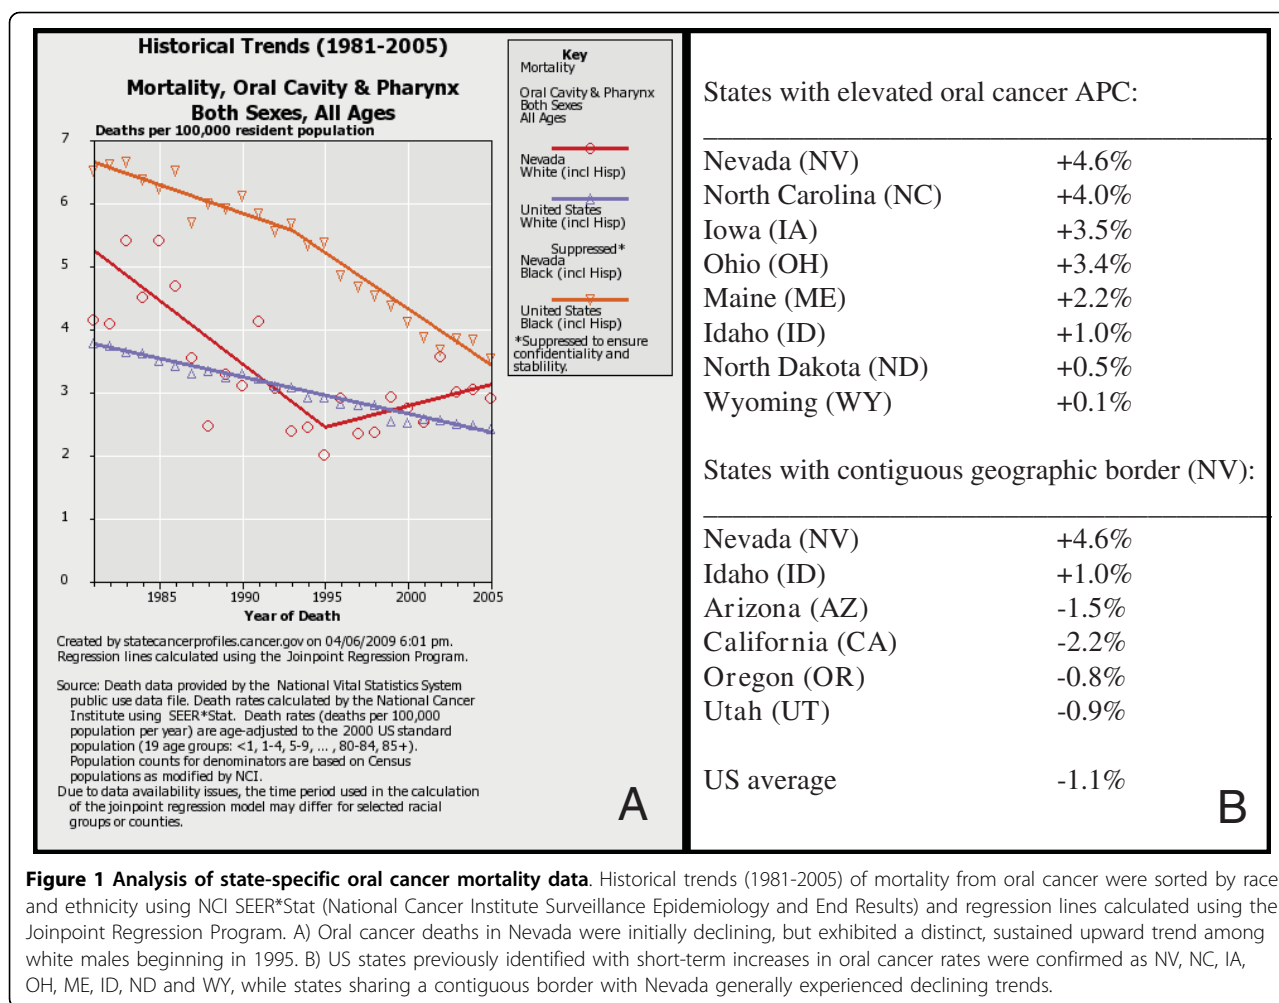 Historical Trends (1981-2005)
Mortality, Oral Cavity & Pharynx
Both Sexes, All Ages
Deaths per 100,000 resident population
7
6
5
4
3
2
1
0
1985 1990 1995 2000 2005
Year of Death
Key
Mortality
Oral Cavity & Pharynx
Both Sexes
All Ages
Nevada
White (incl Hisp)
United States
White (incl Hisp)
Suppressed*
Nevada
Black (incl Hisp)
United States
Black (incl Hisp)
*Suppressed to ensure
confidentiality and
stablility.
Created by statecancerprofiles.cancer.gov on 04/06/2009 6:01 pm.
Regression lines calculated using the Joinpoint Regression Program.
Source: Death data provided by the National Vital Statistics System
public use data file. Death rates calculated by the National Cancer
Institute using SEER*Stat. Death rates (deaths per 100,000
population per year) are age-adjusted to the 2000 US standard
population (19 age groups: <1, 1-4, 5-9, ... , 80-84, 85+).
Population counts for denominators are based on Census
populations as modified by NCI.
Due to data availability issues, the time period used in the calculation
of the joinpoint regression model may differ for selected racial
groups or counties.
A
States with elevated oral cancer APC:
Nevada (NV) +4.6%
North Carolina (NC) +4.0%
Iowa (IA) +3.5%
Ohio (OH) +3.4%
Maine (ME) +2.2%
Idaho (ID) +1.0%
North Dakota (ND) +0.5%
Wyoming (WY) +0.1%
States with contiguous geographic border (NV):
Nevada (NV) +4.6%
Idaho (ID) +1.0%
Arizona (AZ) -1.5%
California (CA) -2.2%
Oregon (OR) -0.8%
Utah (UT) -0.9%
US average -1.1%
B
Figure 1 Analysis of state-specific oral cancer mortality data. Historical trends (1981-2005) of mortality from oral cancer were sorted by race
and ethnicity using NCI SEER*Stat (National Cancer Institute Surveillance Epidemiology and End Results) and regression lines calculated using the
Joinpoint Regression Program. A) Oral cancer deaths in Nevada were initially declining, but exhibited a distinct, sustained upward trend among
white males beginning in 1995. B) US states previously identified with short-term increases in oral cancer rates were confirmed as NV, NC, IA,
OH, ME, ID, ND and WY, while states sharing a contiguous border with Nevada generally experienced declining trends.